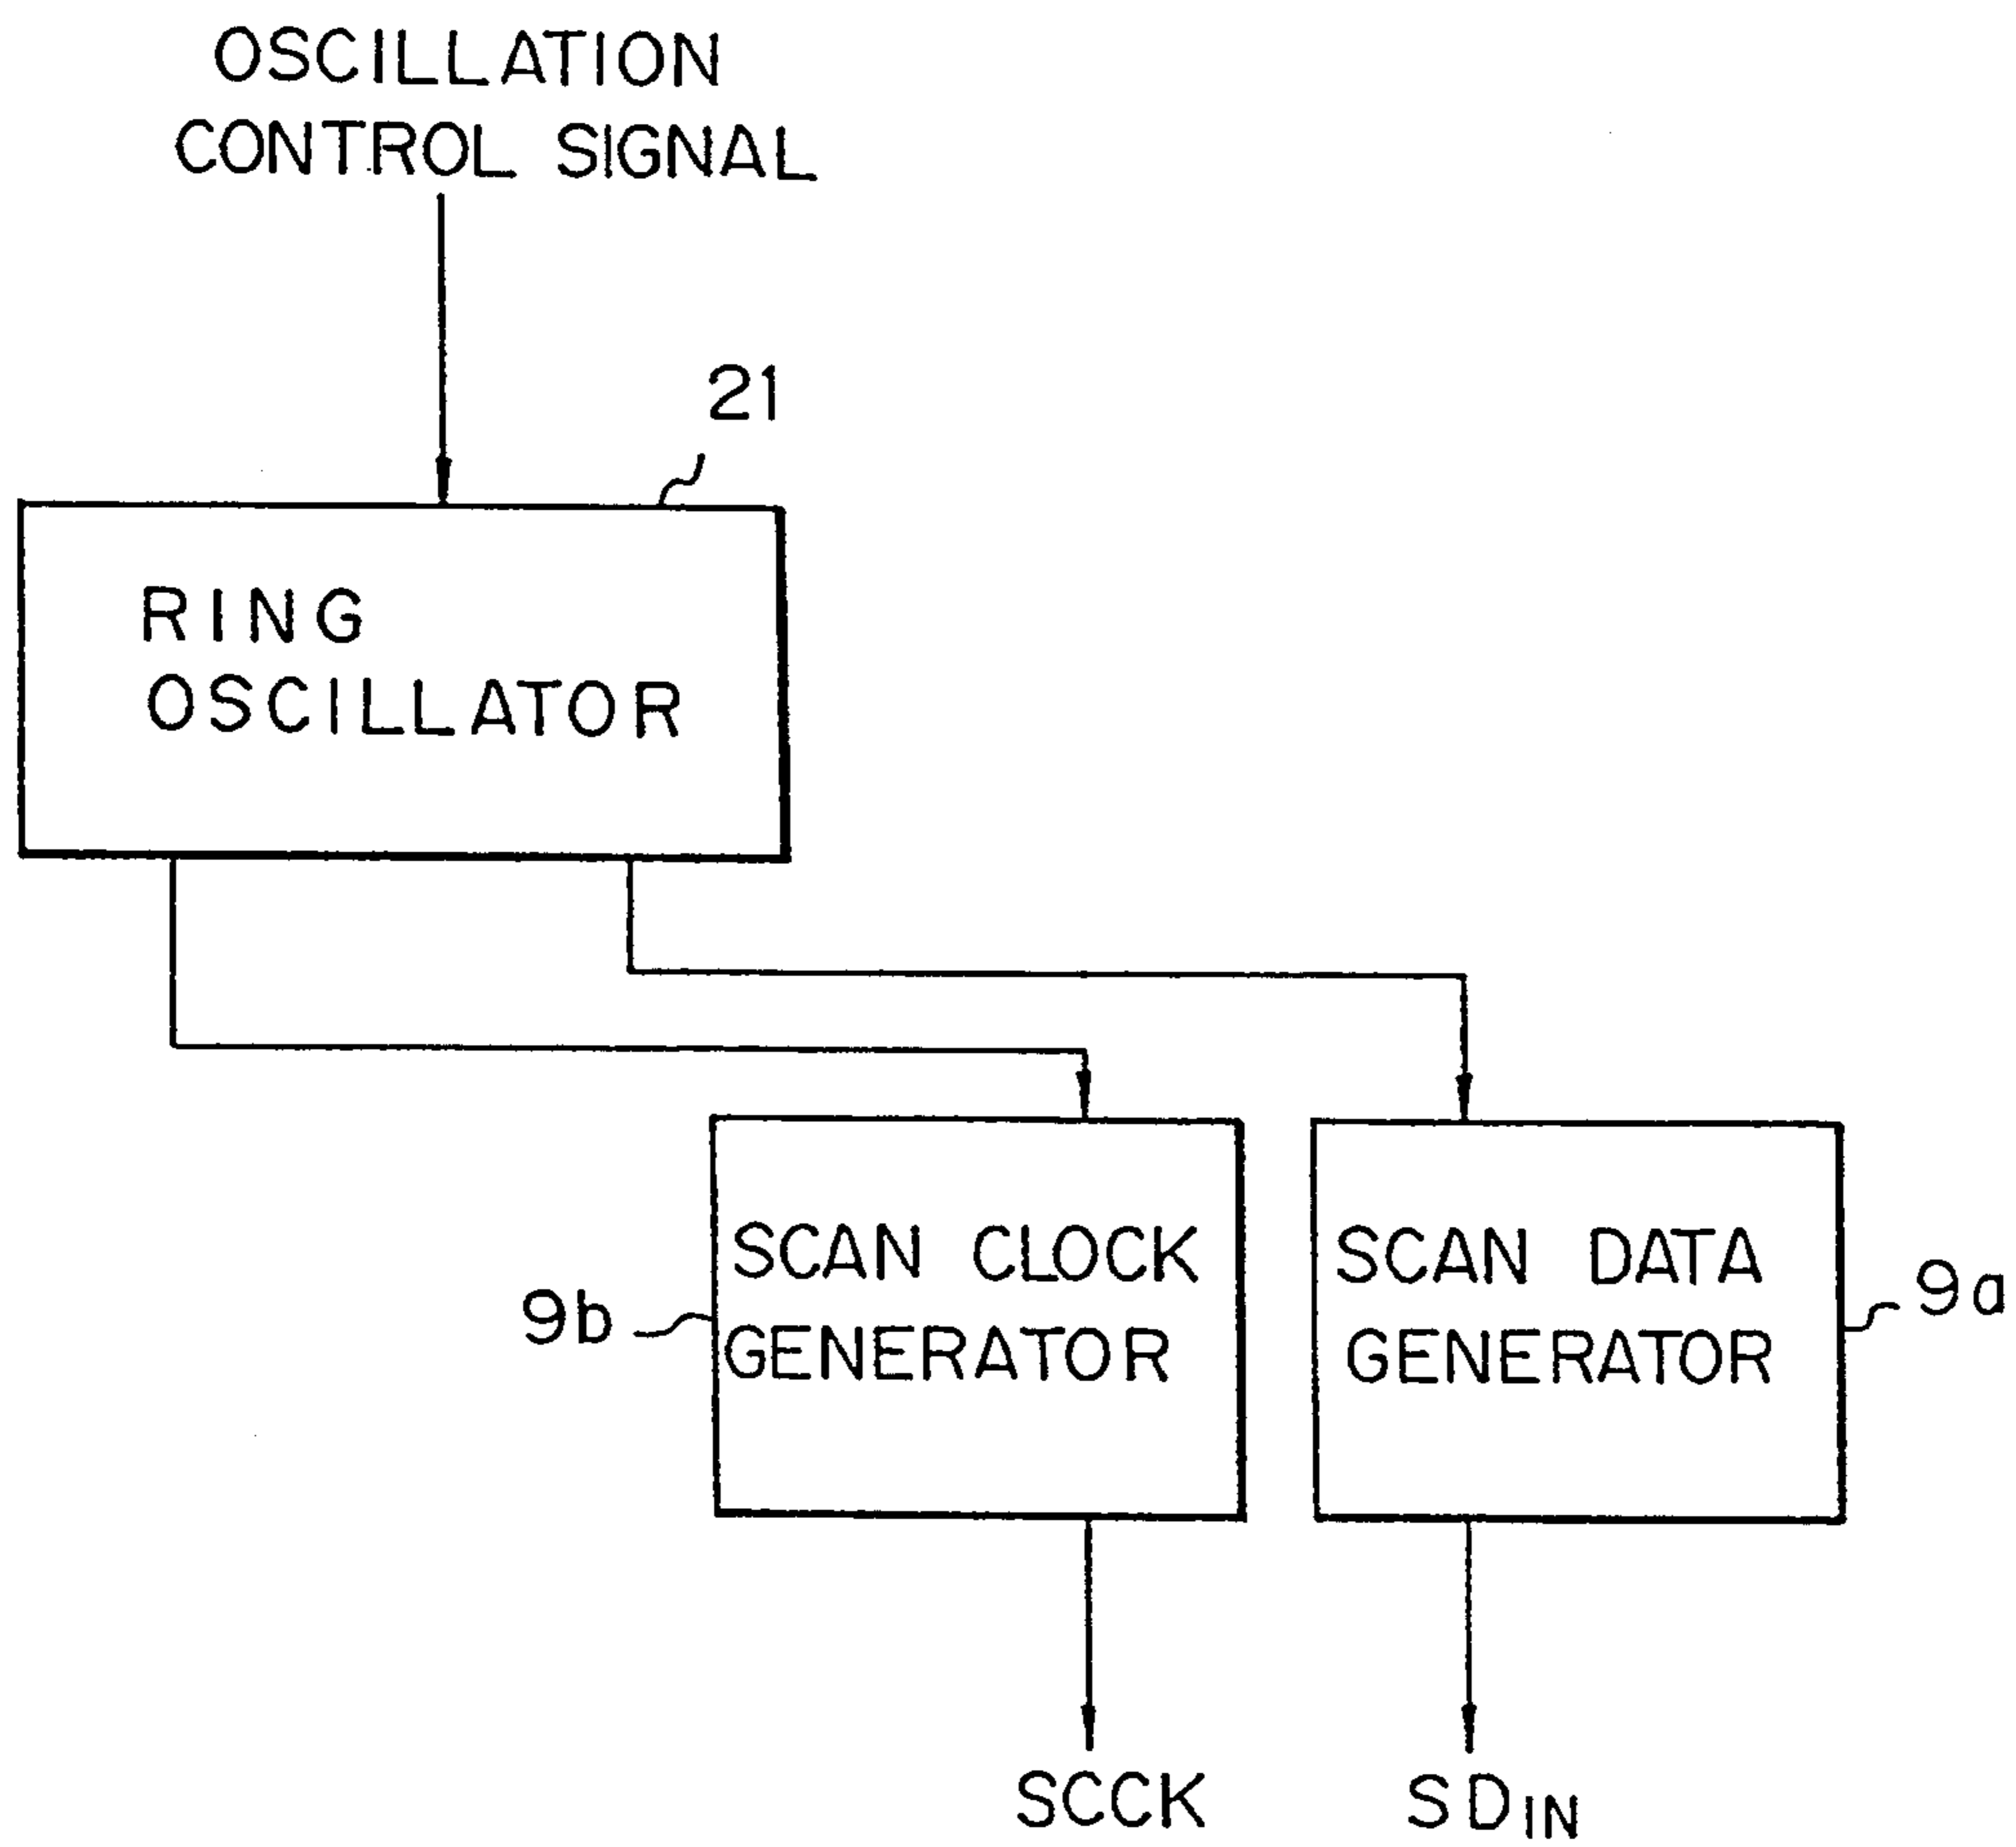 OSCILLATION
CONTROL SIGNAL
21
RING
OSCILLATOR
SCAN CLOCK
GENERATOR
9b
SCAN DATA
GENERATOR
9a
SCCK
SDIN